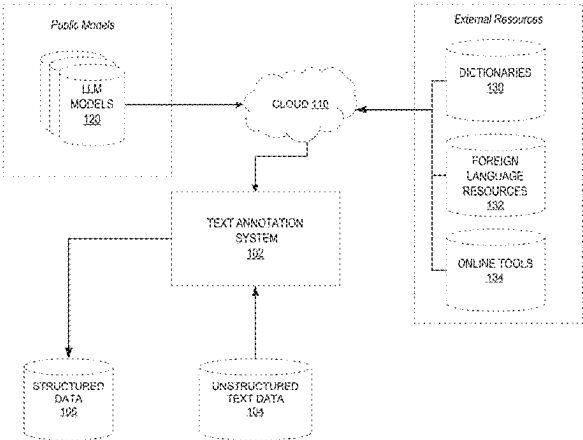 Public Models
LLM
MODELS
120
CLOUD 110
External Resources
DICTIONARIES
130
FOREIGN
LANGUAGE
RESOURCES
132
ONLINE TOOLS
134
TEXT ANNOTATION
SYSTEM
102
STRUCTURED
DATA
106
UNSTRUCTURED
TEXT DATA
104